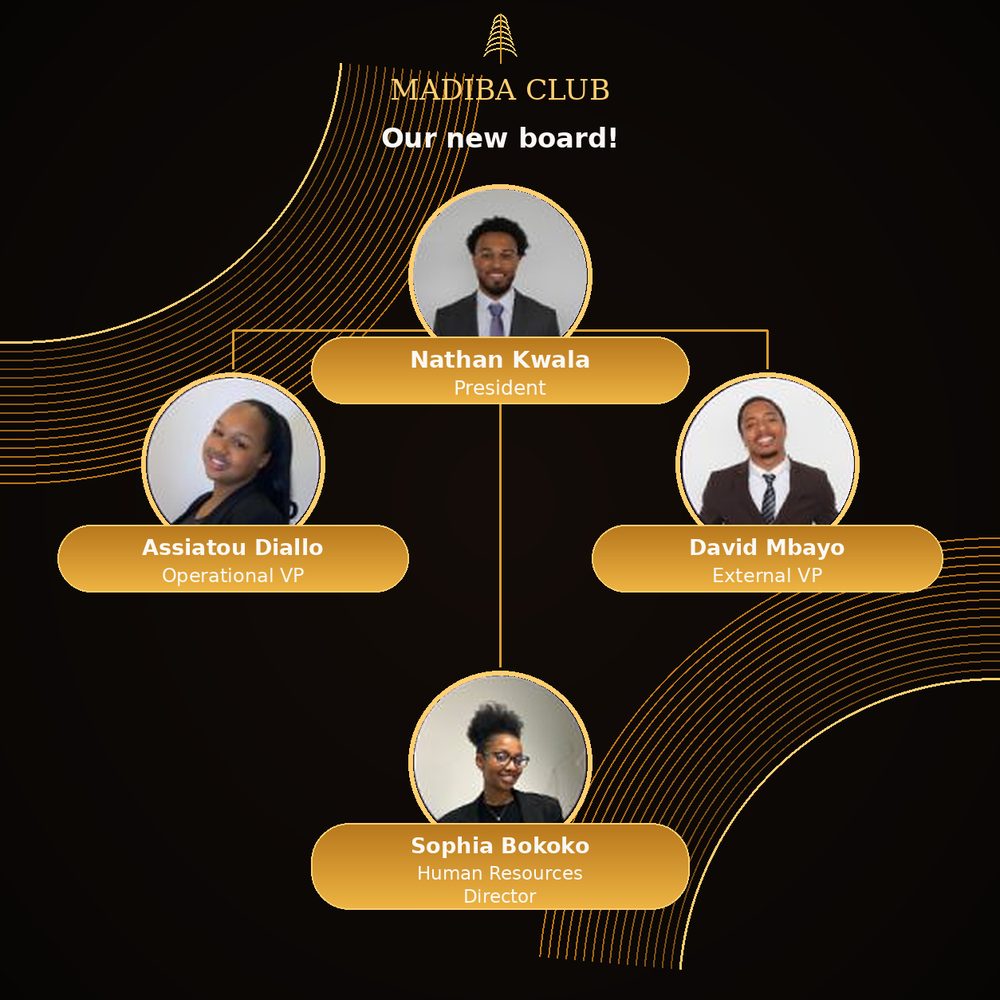 MADIBA CLUB
Our new board!
Nathan Kwala
President
Assiatou Diallo
Operational VP
David Mbayo
External VP
Sophia Bokoko
Human Resources
Director